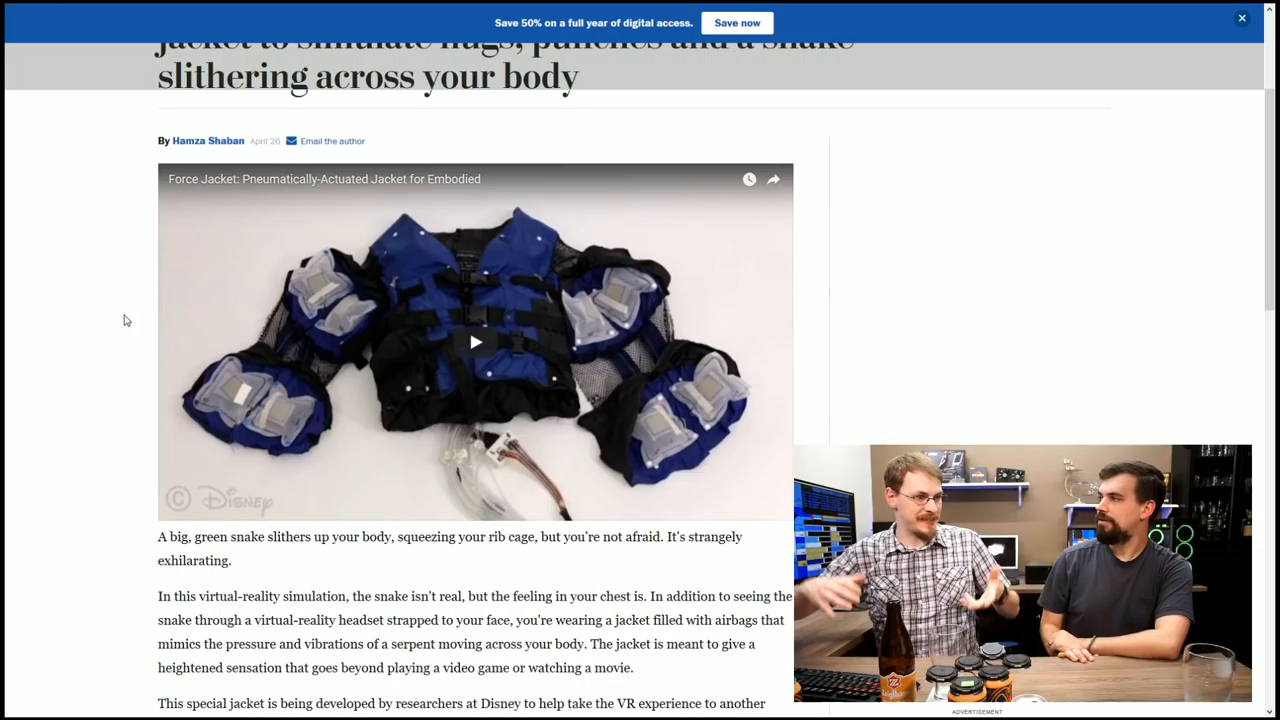 Save 50% on a full year of digital access. Save now
jacket to simulate hugs, punches and a snake
slithering across your body
By Hamza Shaban April 26 Email the author
Force Jacket: Pneumatically-Actuated Jacket for Embodied
© Disney
A big, green snake slithers up your body, squeezing your rib cage, but you're not afraid. It's strangely
exhilarating.
In this virtual-reality simulation, the snake isn't real, but the feeling in your chest is. In addition to seeing the
snake through a virtual-reality headset strapped to your face, you're wearing a jacket filled with airbags that
mimics the pressure and vibrations of a serpent moving across your body. The jacket is meant to give a
heightened sensation that goes beyond playing a video game or watching a movie.
This special jacket is being developed by researchers at Disney to help take the VR experience to another
ADVERTISEMENT